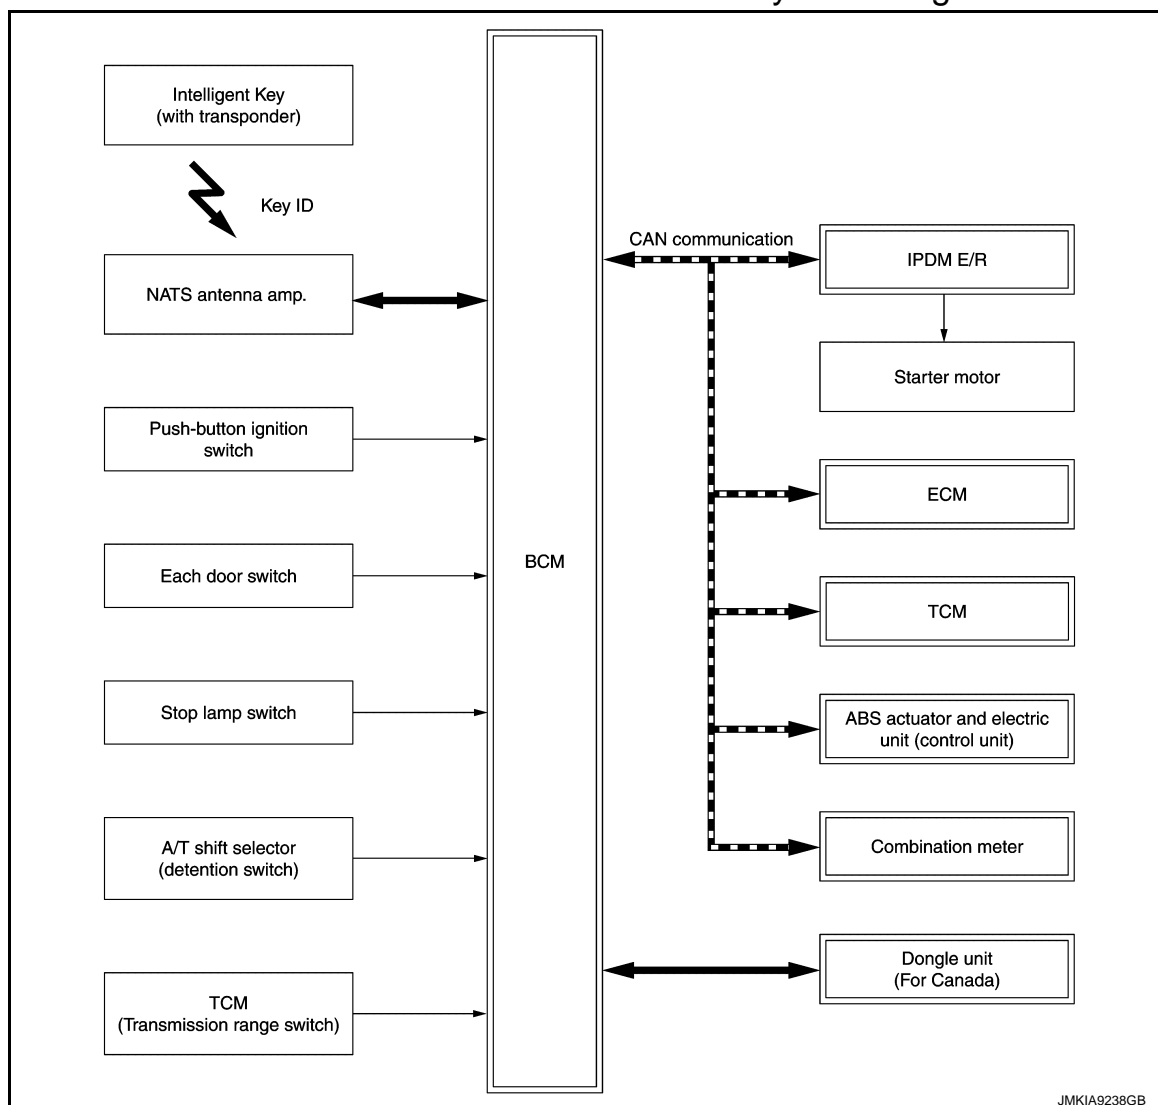 Intelligent Key
(with transponder)
Key ID
NATS antenna amp.
Push-button ignition
switch
Each door switch
Stop lamp switch
A/T shift selector
(detention switch)
TCM
(Transmission range switch)
BCM
CAN communication
IPDM E/R
Starter motor
ECM
TCM
ABS actuator and electric
unit (control unit)
Combination meter
Dongle unit
(For Canada)
JMKIA9238GB